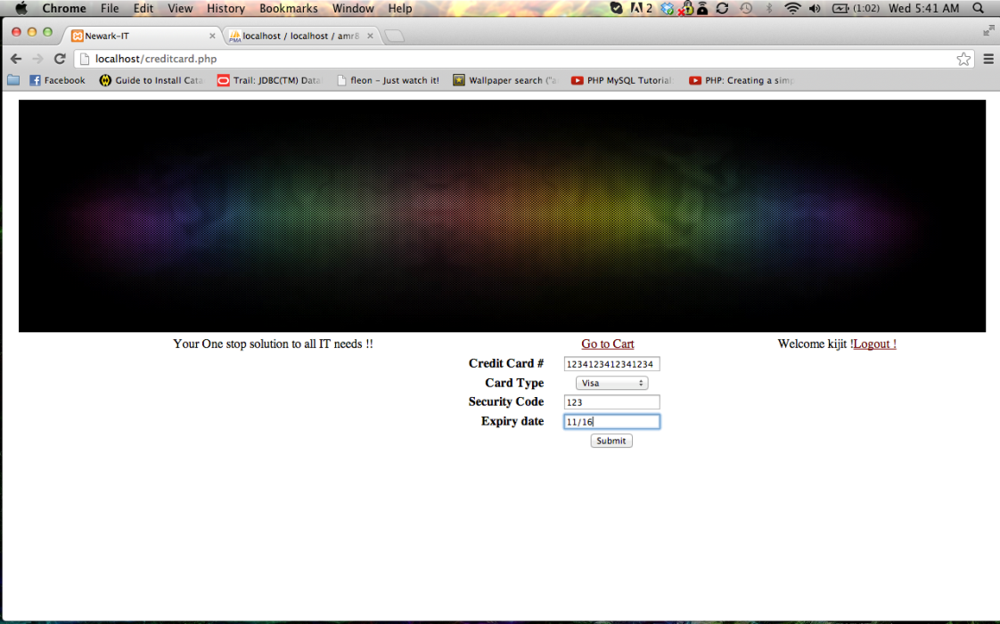 Chrome File Edit View History Bookmarks Window Help 2 (1:02) Wed 5:41 AM
Newark-IT localhost / localhost / amr8
localhost/creditcard.php
Facebook Guide to Install Cata Trail: JDBC(TM) Data fleon - Just watch it! Wallpaper search ("a PHP MySQL Tutorial PHP: Creating a simp
Your One stop solution to all IT needs !! Go to Cart Welcome kijit !Logout !
Credit Card # 1234123412341234
Card Type Visa
Security Code 123
Expiry date 11/16
Submit